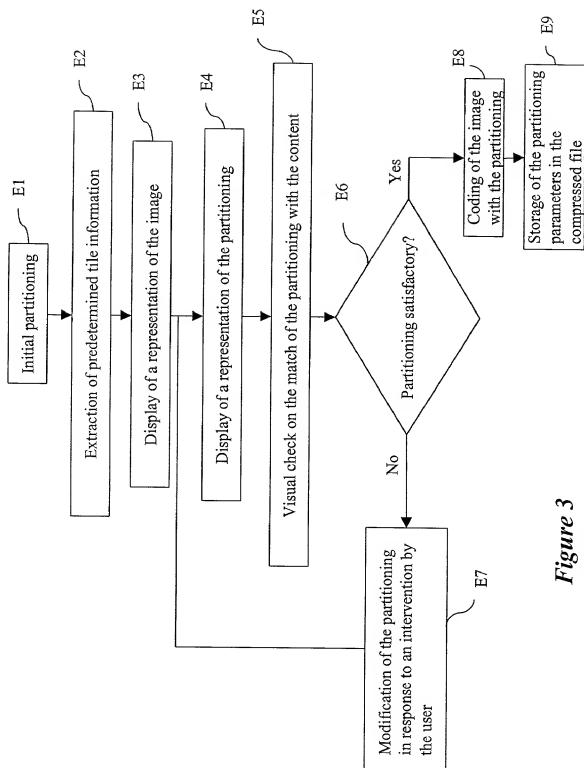 E1
Initial partitioning
E2
Extraction of predetermined tile information
E3
Display of a representation of the image
E4
Display of a representation of the partitioning
E5
Visual check on the match of the partitioning with the content
E6
Partitioning satisfactory?
No
Yes
Modification of the partitioning
in response to an intervention by
the user
E7
E8
Coding of the image
with the partitioning
E9
Storage of the partitioning
parameters in the
compressed file
Figure 3